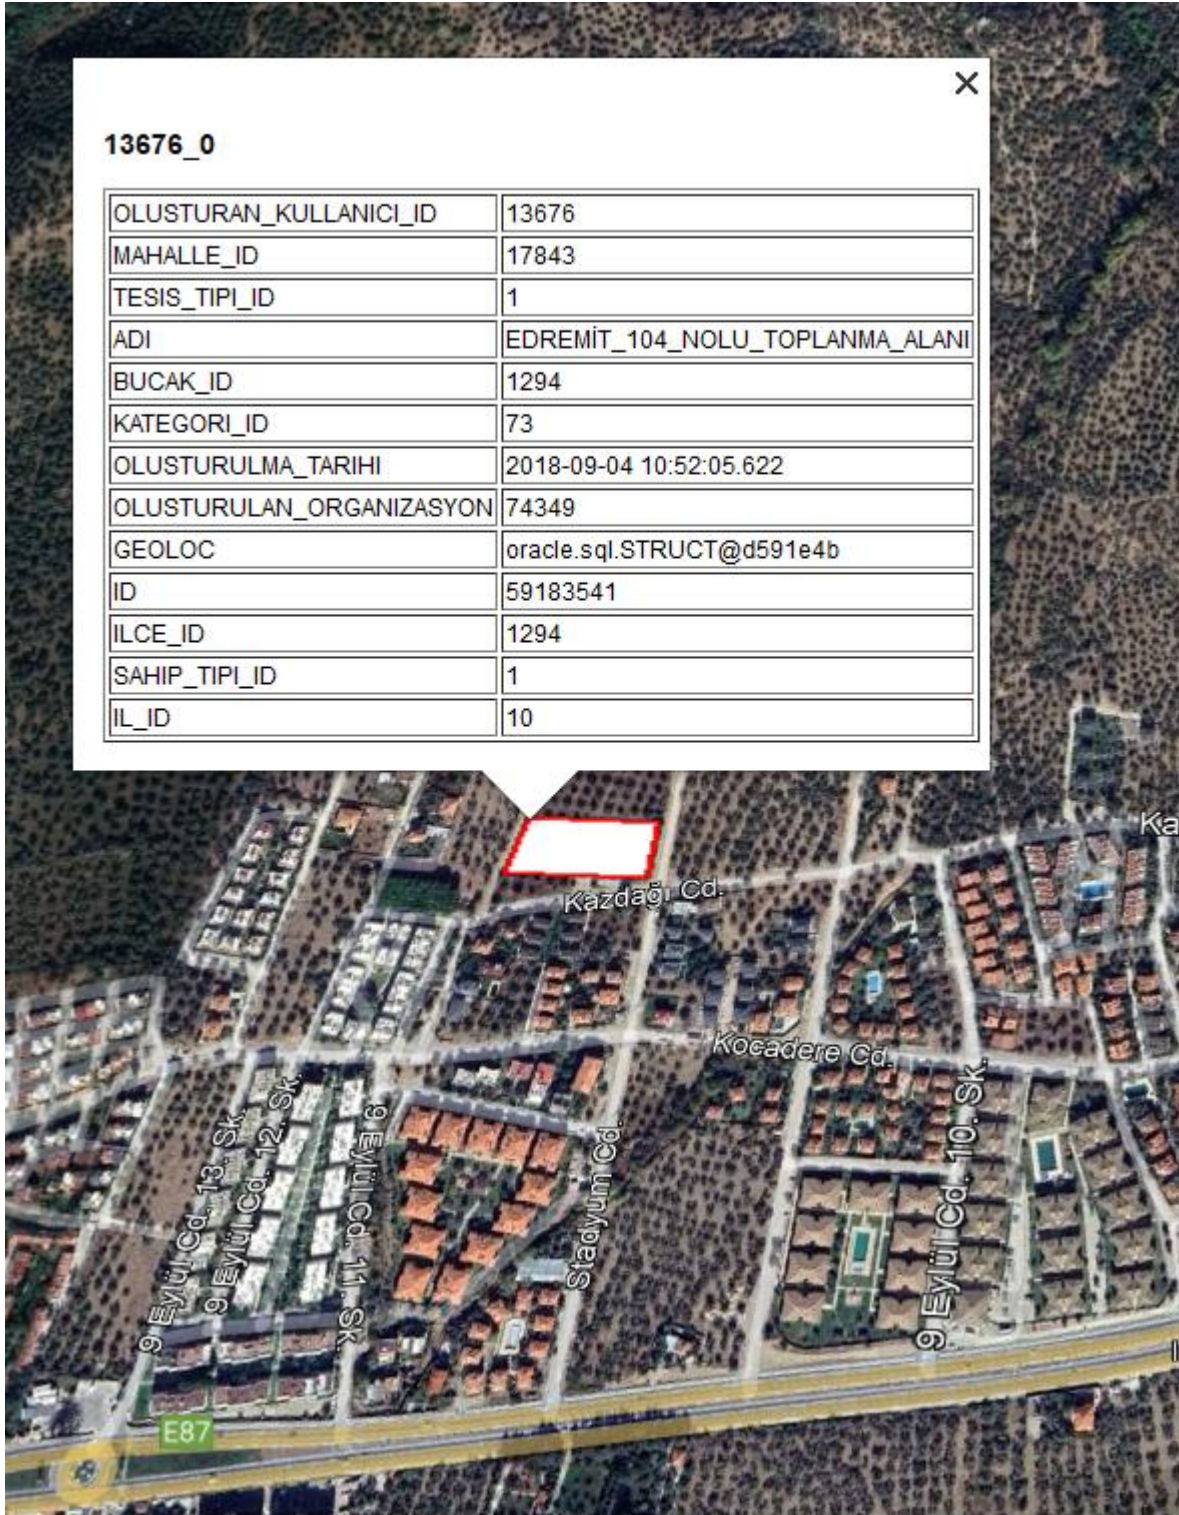 13676_0
OLUSTURAN_KULLANICI_ID 13676
MAHALLE_ID 17843
TESIS_TIPI_ID 1
ADI EDREMİT_104_NOLU_TOPLANMA_ALANI
BUCAK_ID 1294
KATEGORI_ID 73
OLUSTURULMA_TARIHI 2018-09-04 10:52:05.622
OLUSTURULAN_ORGANIZASYON 74349
GEOLOC oracle.sql.STRUCT@d591e4b
ID 59183541
ILCE_ID 1294
SAHIP_TIPI_ID 1
IL_ID 10
Ka
Kazdağı Cd.
Kocadere Cd.
9 Eylül Cd. 13. Sk.
9 Eylül Cd. 12. Sk.
9 Eylül Cd. 11. Sk.
Stadyum Cd.
9 Eylül Cd. 10. Sk.
E87